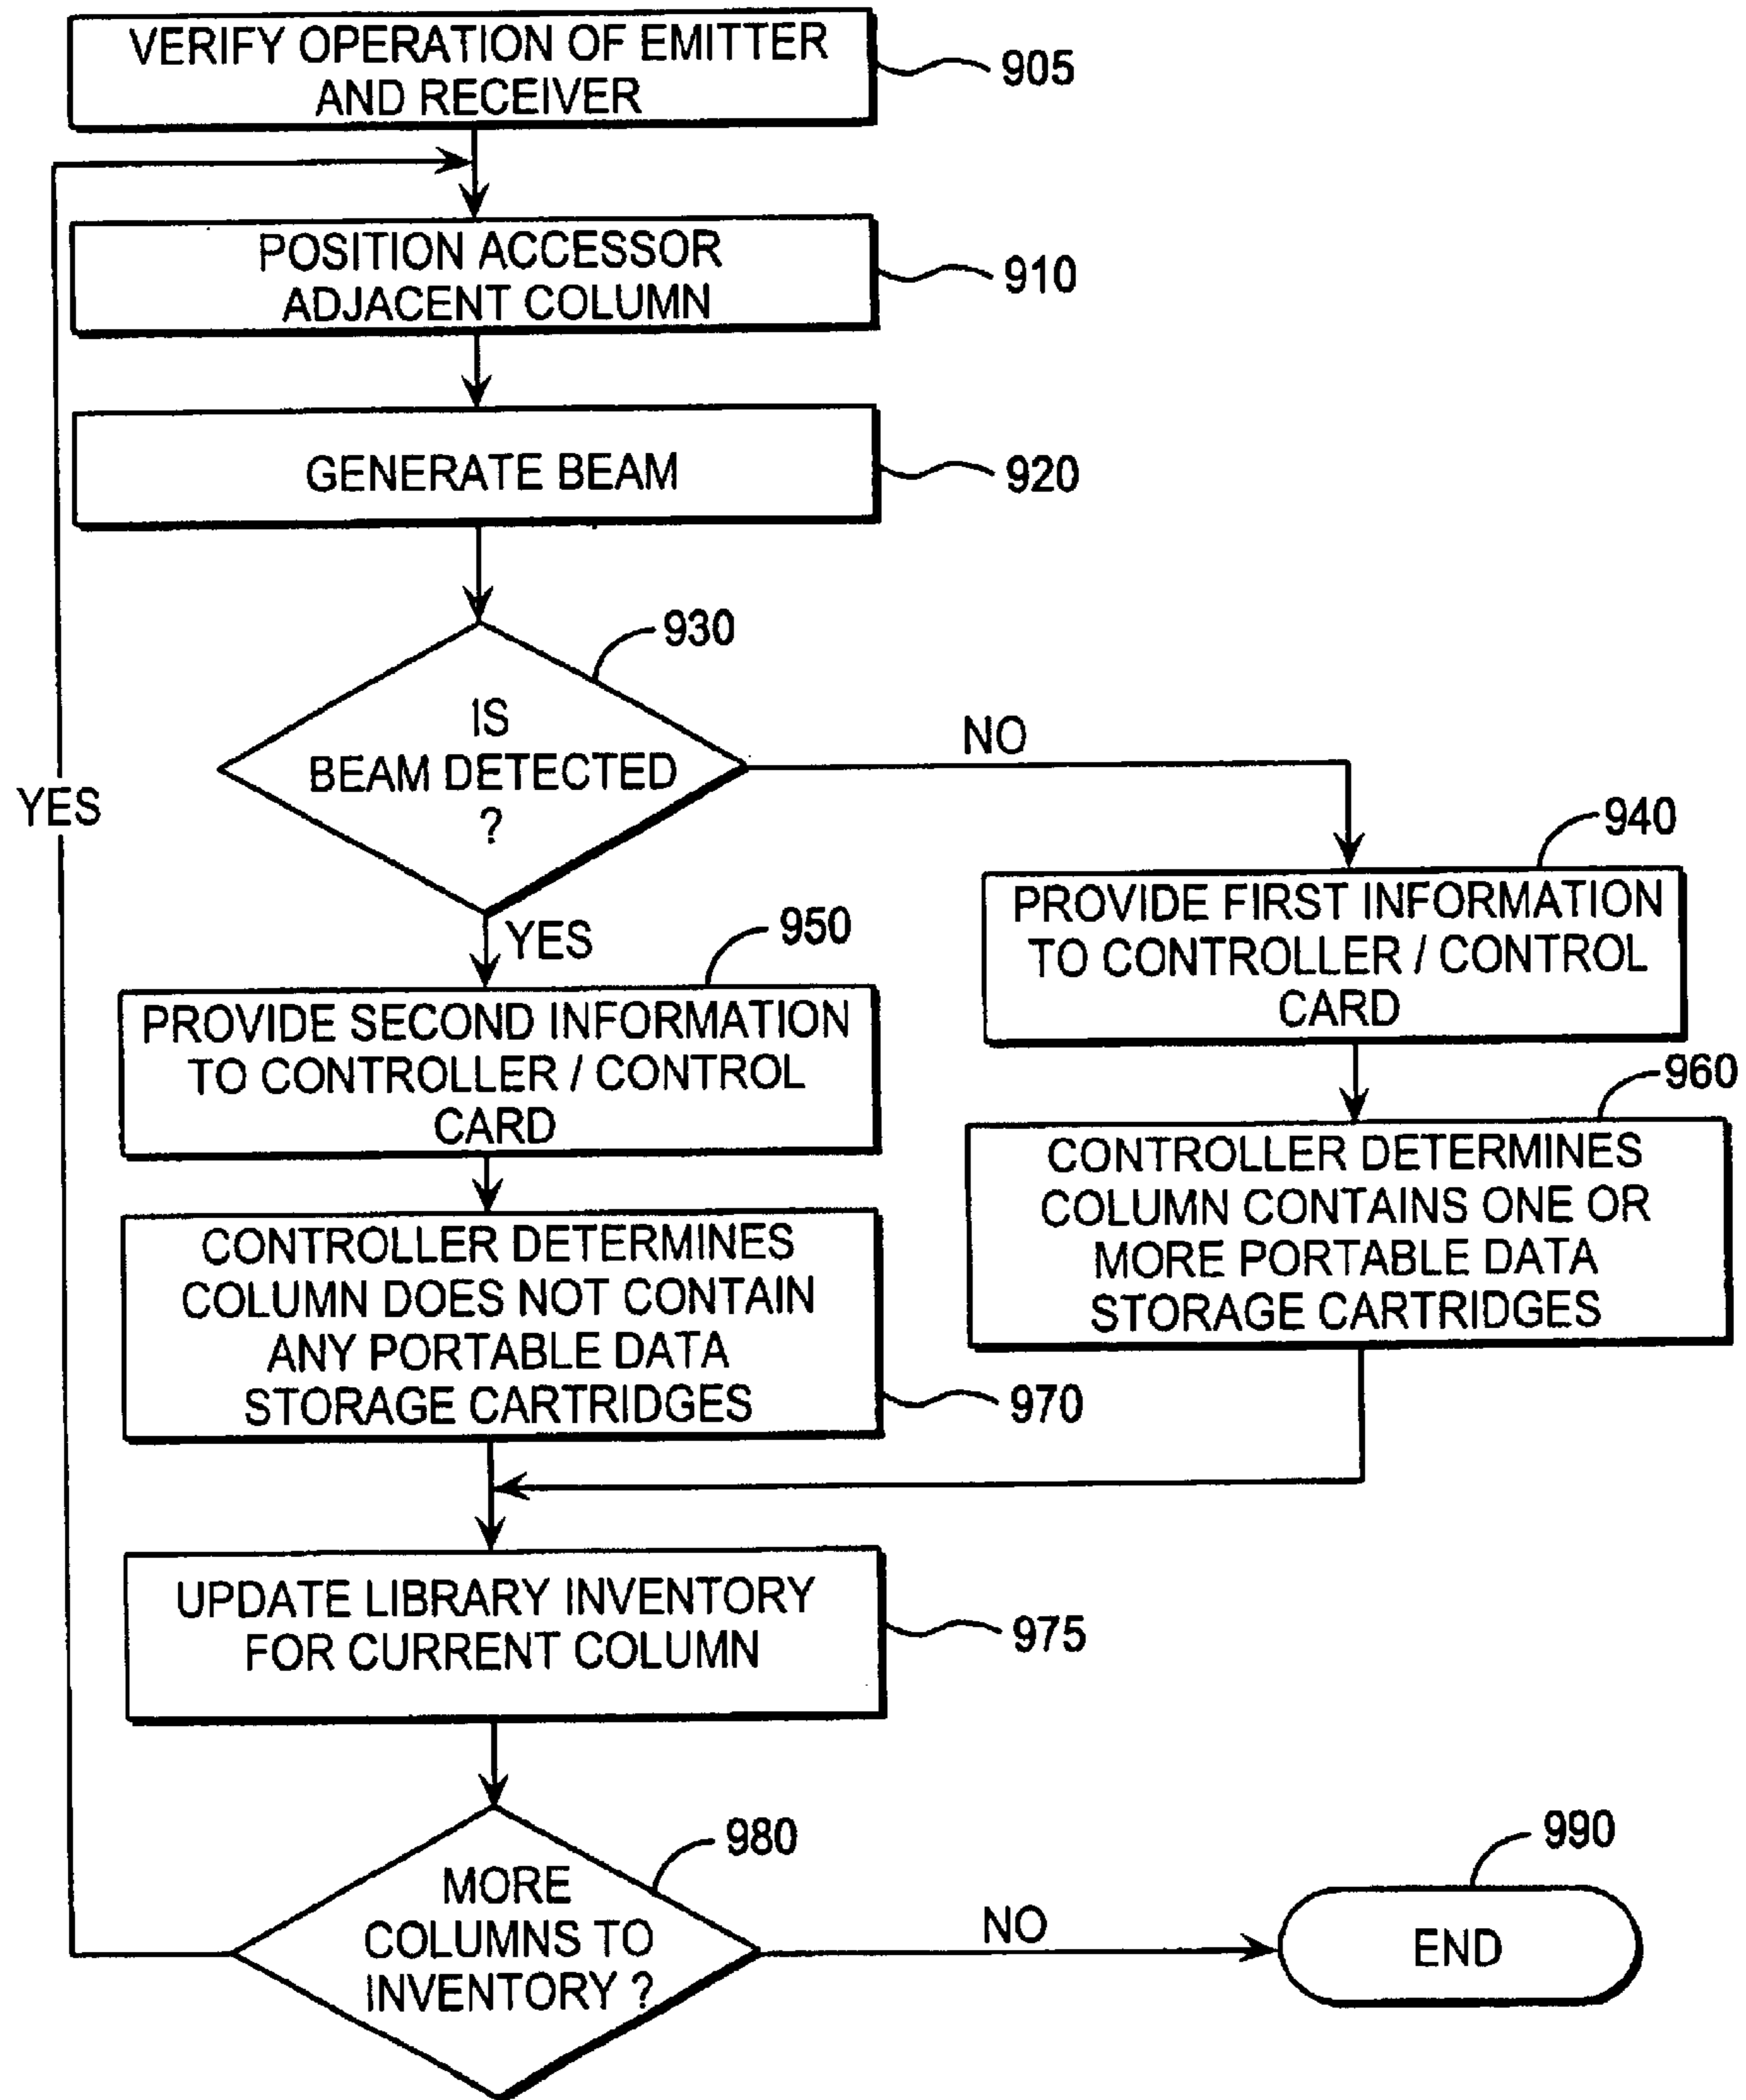 VERIFY OPERATION OF EMITTER
AND RECEIVER
905
POSITION ACCESSOR
ADJACENT COLUMN
910
GENERATE BEAM
920
930
IS
BEAM DETECTED
?
NO
YES
YES
940
PROVIDE FIRST INFORMATION
TO CONTROLLER / CONTROL
CARD
950
PROVIDE SECOND INFORMATION
TO CONTROLLER / CONTROL
CARD
960
CONTROLLER DETERMINES
COLUMN CONTAINS ONE OR
MORE PORTABLE DATA
STORAGE CARTRIDGES
CONTROLLER DETERMINES
COLUMN DOES NOT CONTAIN
ANY PORTABLE DATA
STORAGE CARTRIDGES
970
UPDATE LIBRARY INVENTORY
FOR CURRENT COLUMN
975
980
MORE
COLUMNS TO
INVENTORY ?
NO
990
END